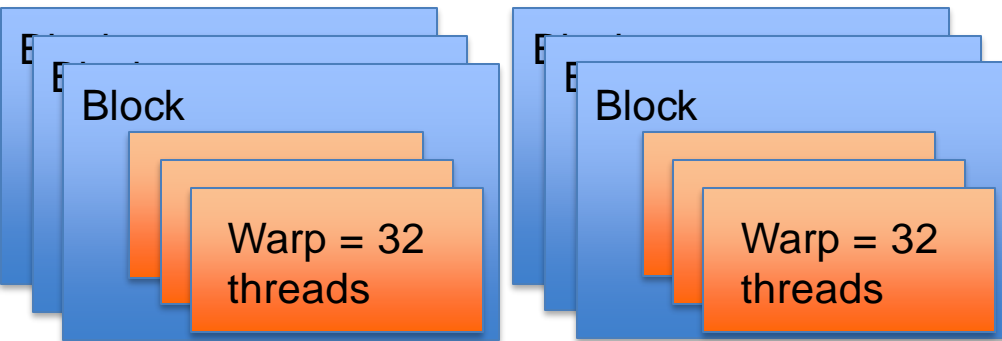 Block
Warp = 32
threads
Block
Warp = 32
threads